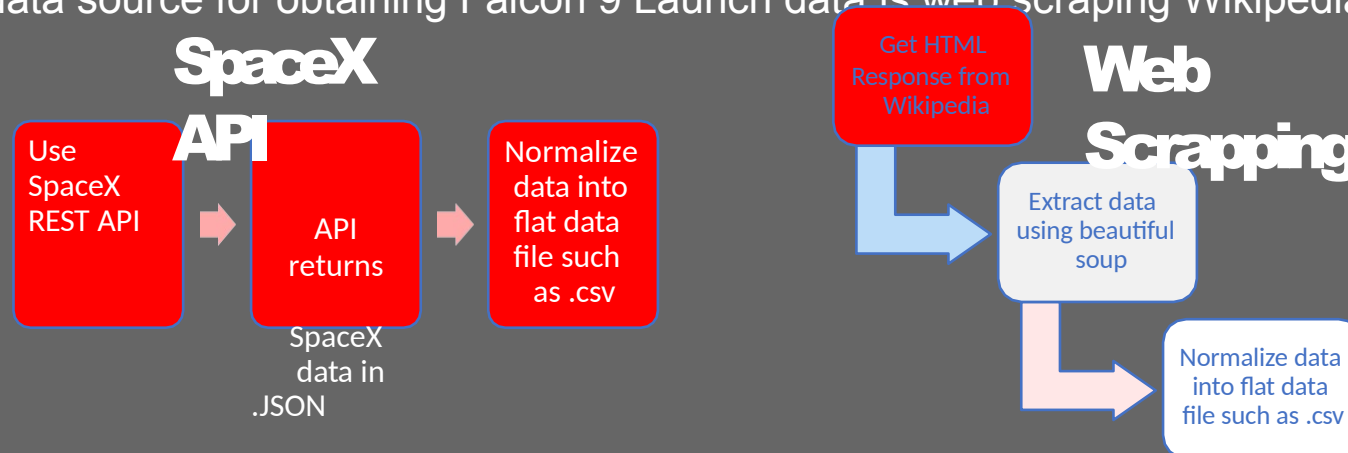 data source for obtaining Falcon 9 Launch data is web scraping Wikipedia
SpaceX
API
Use
SpaceX
REST API
API
returns
SpaceX
data in
.JSON
Normalize
data into
flat data
file such
as .csv
Web
Scrapping
Get HTML
Response from
Wikipedia
Extract data
using beautiful
soup
Normalize data
into flat data
file such as .csv